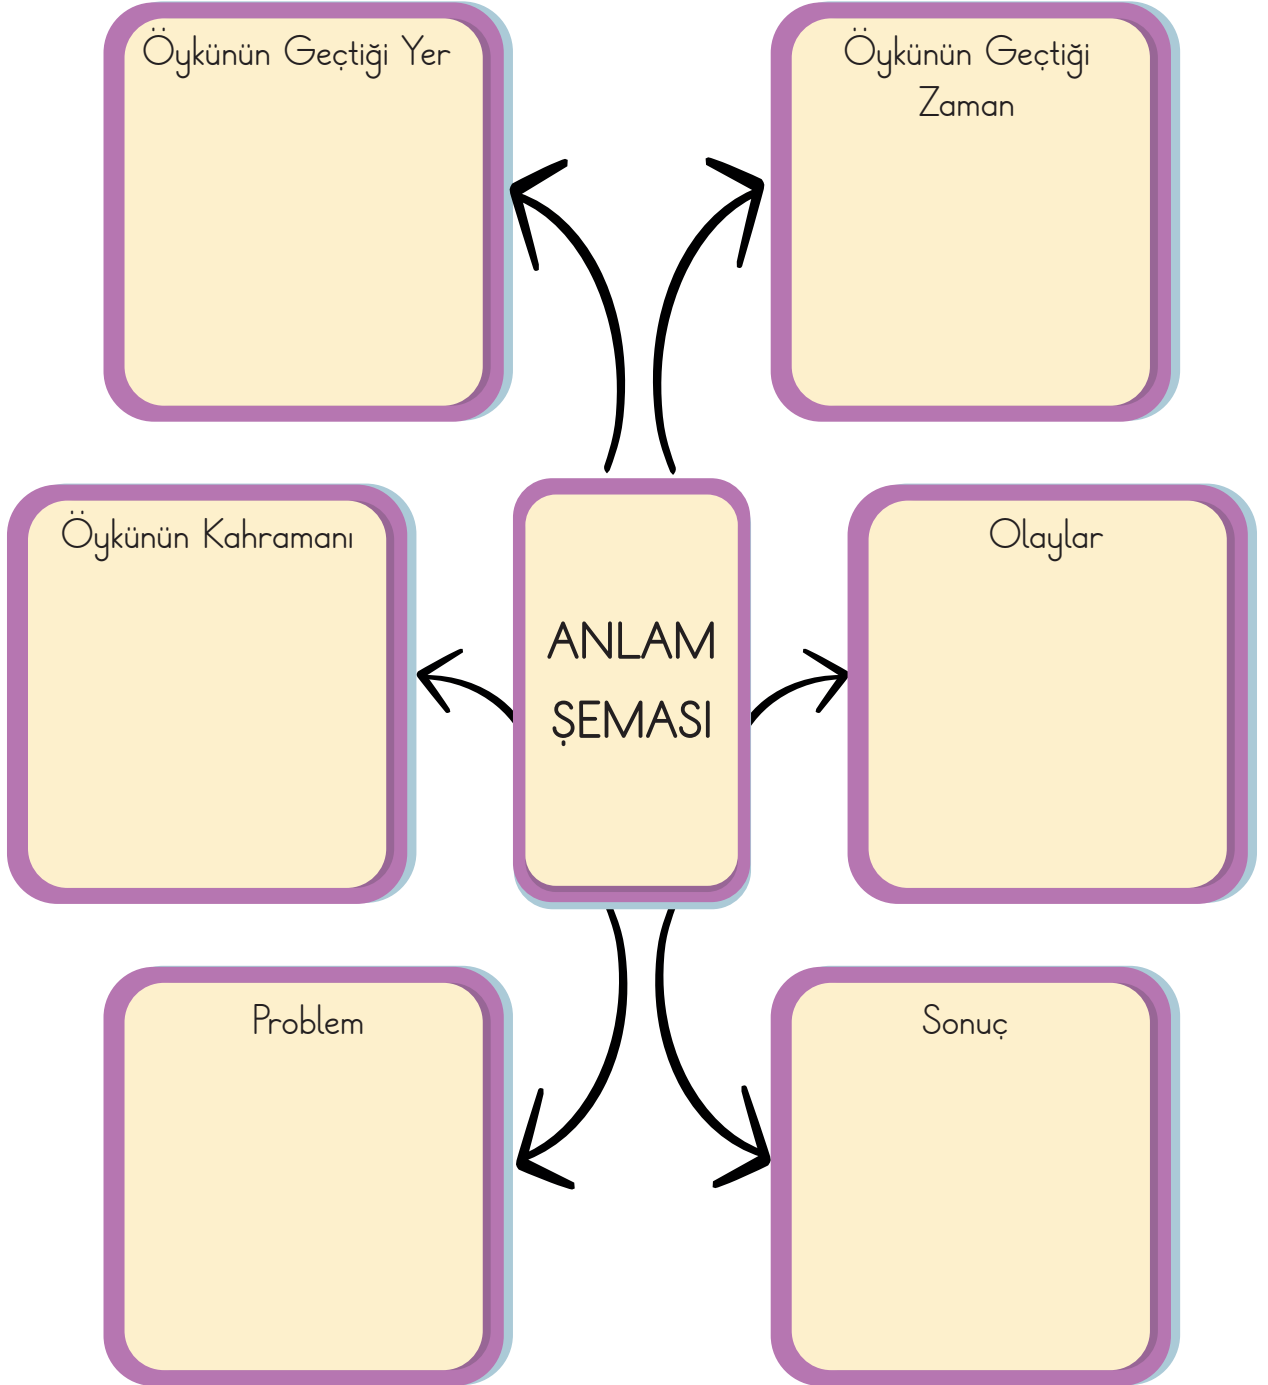 Öykünün Geçtiği Yer
Öykünün Geçtiği
Zaman
Öykünün Kahramanı
ANLAM
ŞEMASI
Olaylar
Problem
Sonuç